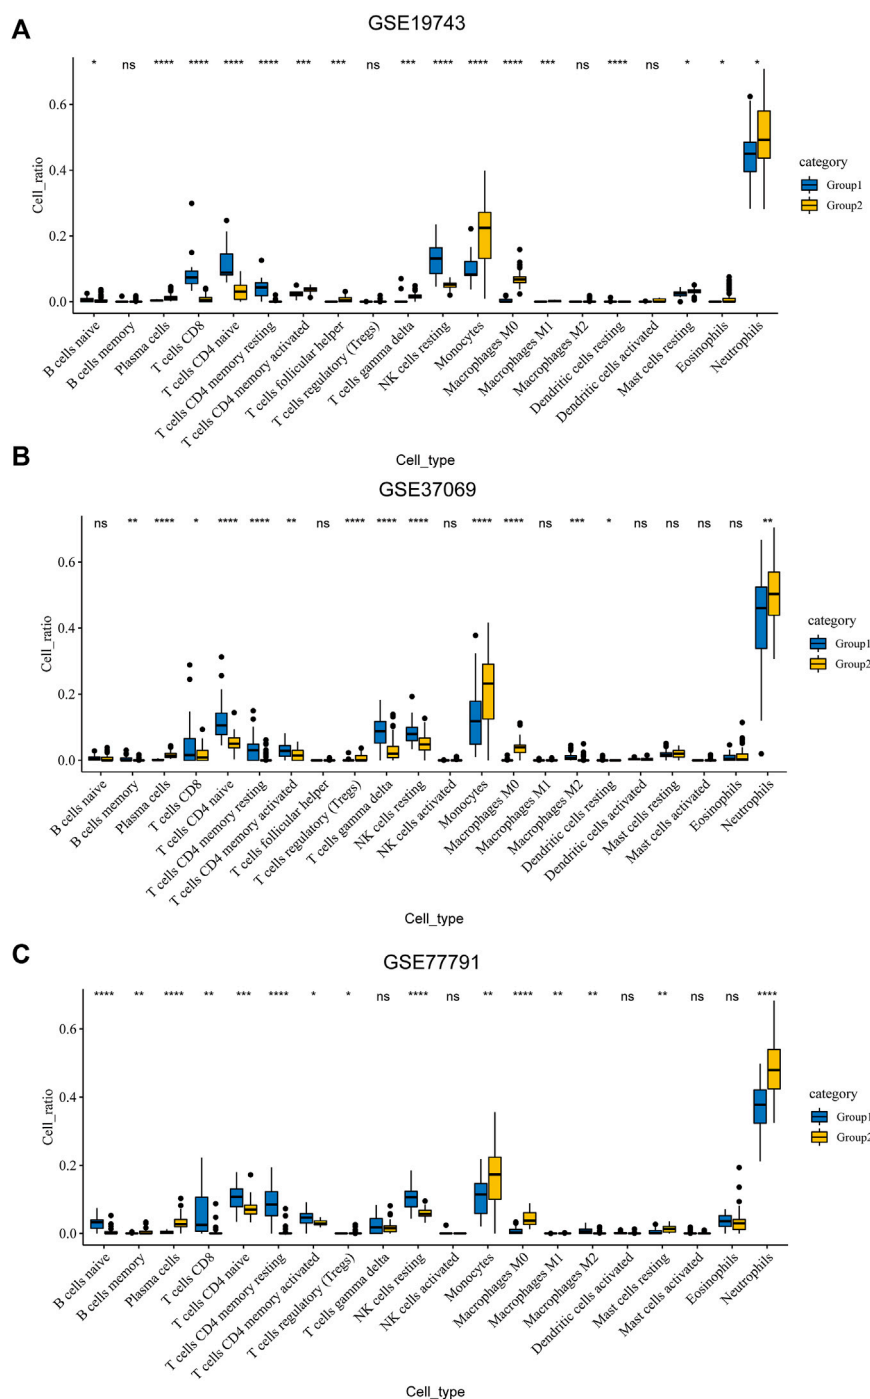 A
GSE19743
* ns **** **** **** **** *** *** ns *** **** **** **** *** ns **** ns * * *
0.6
0.4
0.2
0.0
Cell_ratio
category
Group1
Group2
B cells naive
B cells memory
Plasma cells
T cells CD8
T cells CD4 naive
T cells CD4 memory resting
T cells CD4 memory activated
T cells follicular helper
T cells regulatory (Tregs)
T cells gamma delta
NK cells resting
Monocytes
Macrophages M0
Macrophages M1
Macrophages M2
Dendritic cells resting
Dendritic cells activated
Mast cells resting
Eosinophils
Neutrophils
Cell_type
B
GSE37069
ns ** **** * **** **** ** ns **** **** **** ns **** **** ns *** * ns ns ns ns **
0.6
0.4
0.2
0.0
Cell_ratio
category
Group1
Group2
B cells naive
B cells memory
Plasma cells
T cells CD8
T cells CD4 naive
T cells CD4 memory resting
T cells CD4 memory activated
T cells follicular helper
T cells regulatory (Tregs)
T cells gamma delta
NK cells resting
NK cells activated
Monocytes
Macrophages M0
Macrophages M1
Macrophages M2
Dendritic cells resting
Dendritic cells activated
Mast cells resting
Mast cells activated
Eosinophils
Neutrophils
Cell_type
C
GSE77791
**** ** **** ** *** **** * * ns **** ns ** **** ** ** ns ** ns ns ****
0.6
0.4
0.2
0.0
Cell_ratio
category
Group1
Group2
B cells naive
B cells memory
Plasma cells
T cells CD8
T cells CD4 naive
T cells CD4 memory resting
T cells CD4 memory activated
T cells regulatory (Tregs)
T cells gamma delta
NK cells resting
NK cells activated
Monocytes
Macrophages M0
Macrophages M1
Macrophages M2
Dendritic cells activated
Mast cells resting
Mast cells activated
Eosinophils
Neutrophils
Cell_type